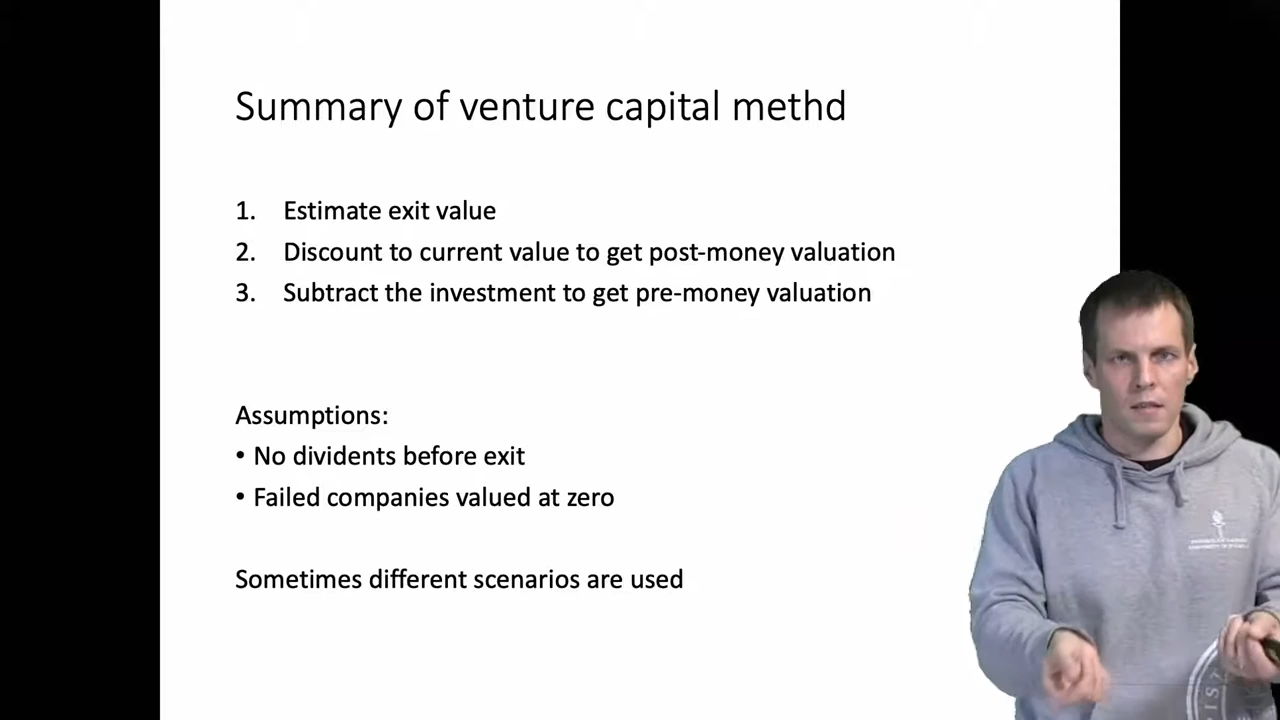 Summary of venture capital methd
1. Estimate exit value
2. Discount to current value to get post-money valuation
3. Subtract the investment to get pre-money valuation
Assumptions:
• No dividents before exit
• Failed companies valued at zero
Sometimes different scenarios are used